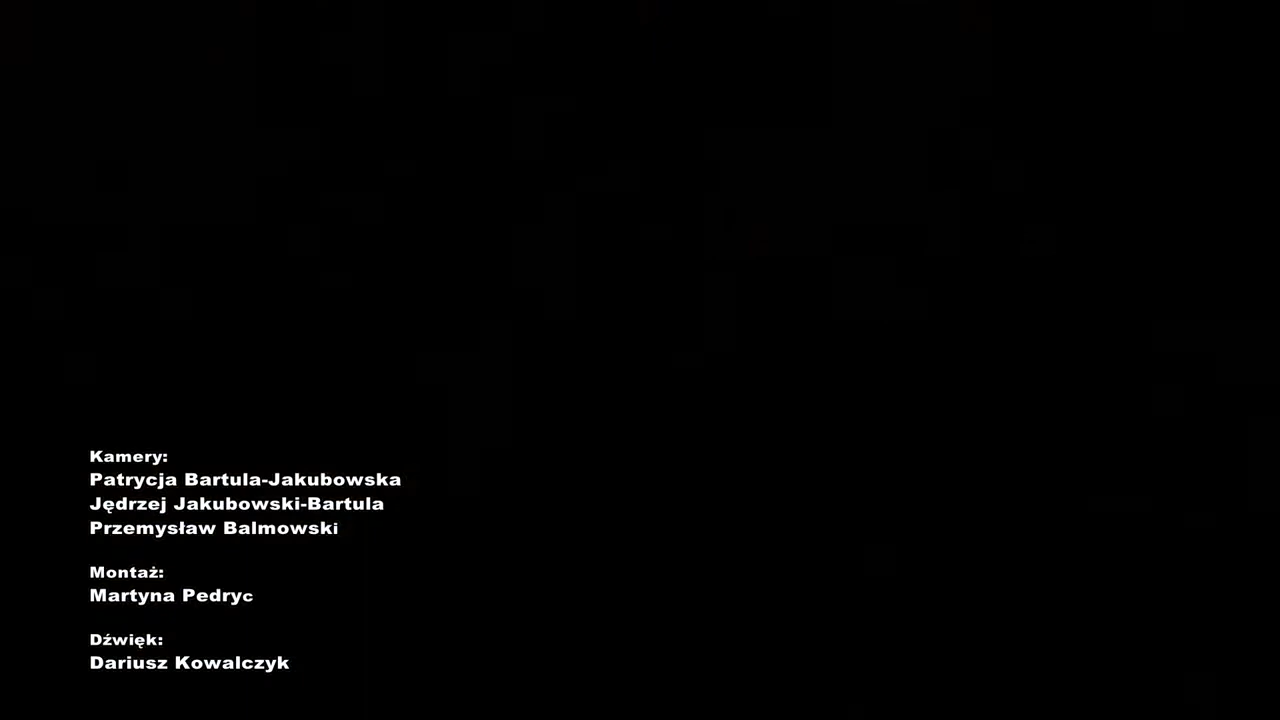 Kamery:
Patrycja Bartula-Jakubowska
Jędrzej Jakubowski-Bartula
Przemysław Balmowski
Montaż:
Martyna Pedryc
Dźwięk:
Dariusz Kowalczyk